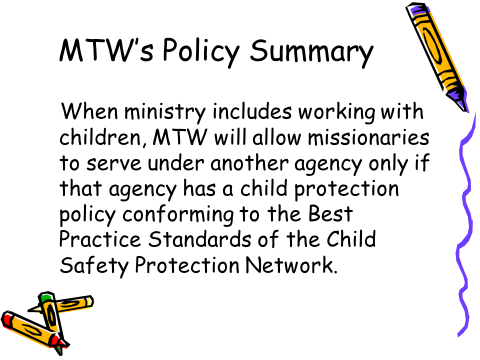 MTW's Policy Summary
When ministry includes working with
children, MTW will allow missionaries
to serve under another agency only if
that agency has a child protection
policy conforming to the Best
Practice Standards of the Child
Safety Protection Network.